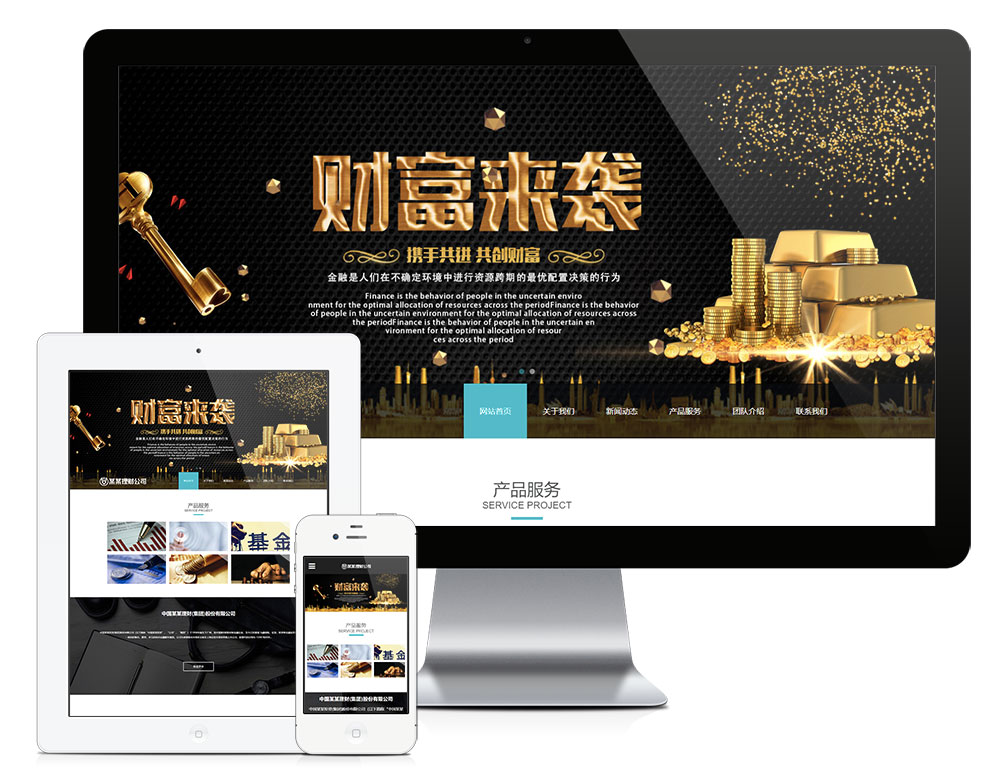 财富来袭
携手共进 共创财富
金融是人们在不确定环境中进行资源跨期的最优配置决策的行为
Finance is the behavior of people in the uncertain enviro
nment for the optimal allocation of resources across the periodFinance is the behavior
of people in the uncertain environment for the optimal allocation of resources across
the periodFinance is the behavior of people in the uncertain en
vironment for the optimal allocation of resour
ces across the period
网站首页 关于我们 新闻动态 产品服务 团队介绍 联系我们
产品服务
SERVICE PROJECT
财富来袭
携手共进 共创财富
某某理财公司
产品服务
SERVICE PROJECT
基金
中国某某理财(集团)股份有限公司
某某理财公司
财富来袭
产品服务
SERVICE PROJECT
基金
中国某某理财(集团)股份有限公司